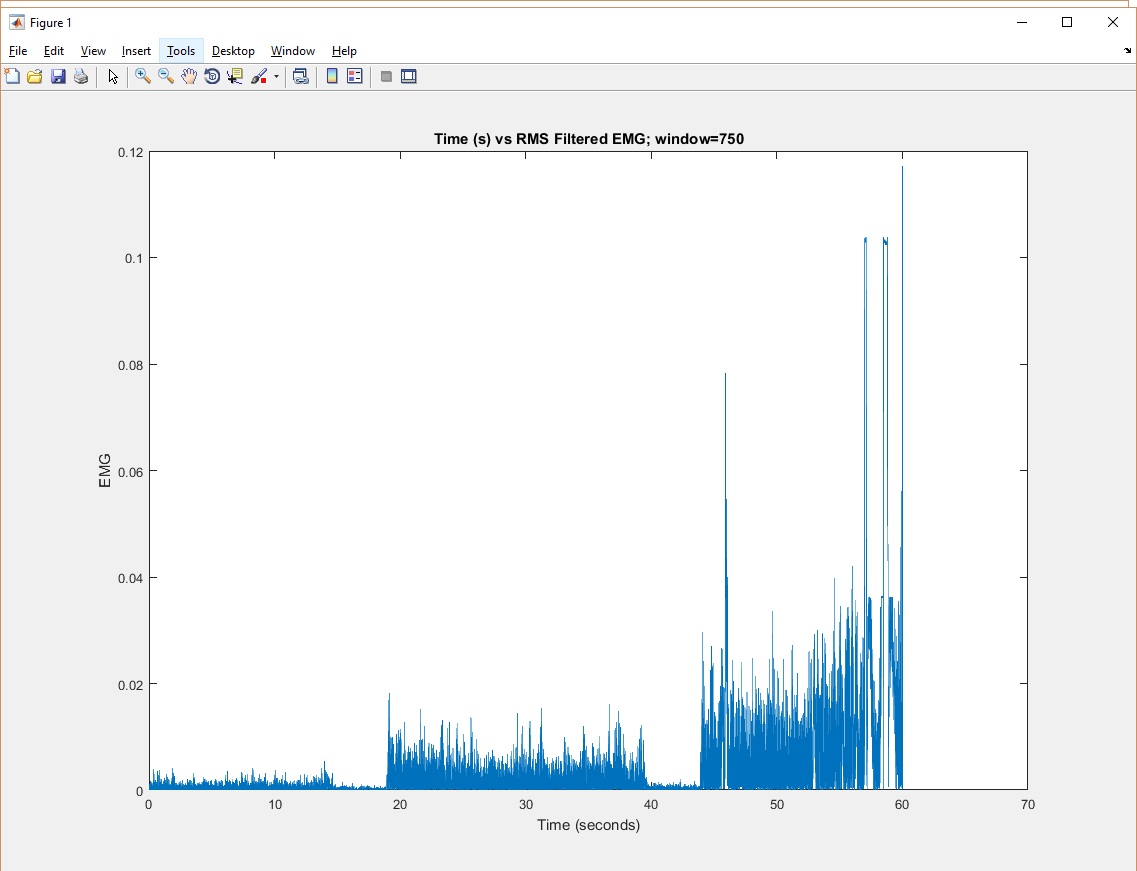 Figure 1
File Edit View Insert Tools Desktop Window Help
Time (s) vs RMS Filtered EMG; window=750
0.12
0.1
0.08
0.06
0.04
0.02
0
EMG
0 10 20 30 40 50 60 70
Time (seconds)